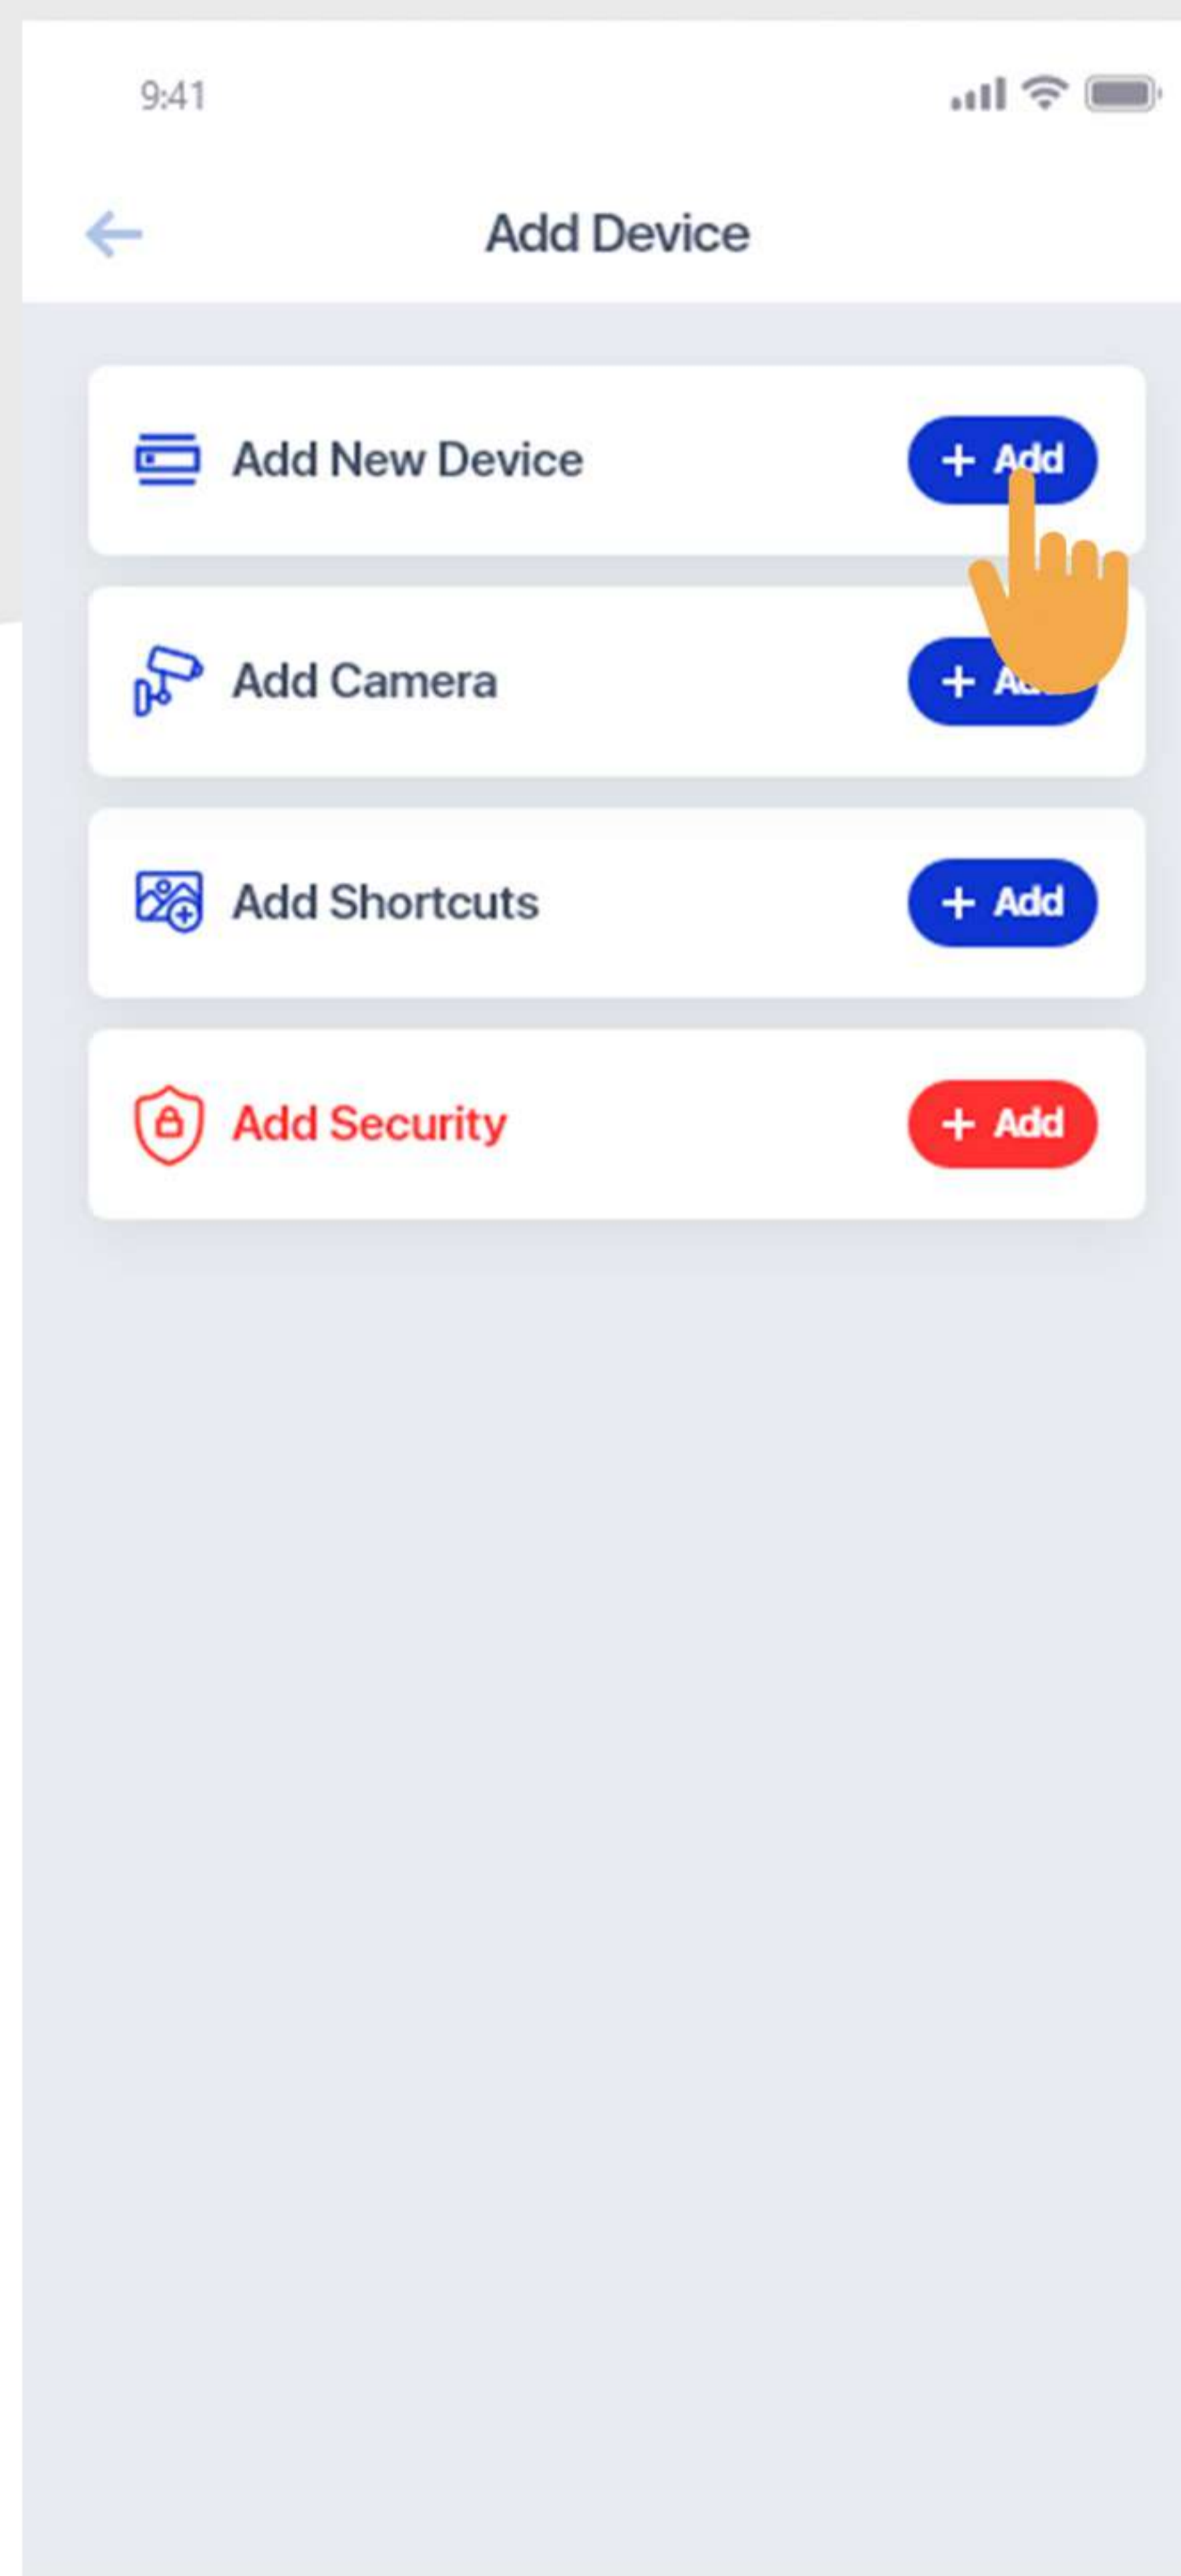 9:41
Add Device
Add New Device
+ Add
Add Camera
+
Add Shortcuts
+ Add
Add Security
+ Add